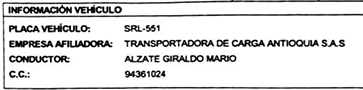 INFORMACIÓN VEHÍCULO
PLACA VEHÍCULO: SRL-551
EMPRESA AFILIADORA: TRANSPORTADORA DE CARGA ANTIOQUIA S.A.S
CONDUCTOR: ALZATE GIRALDO MARIO
C.C.: 94361024